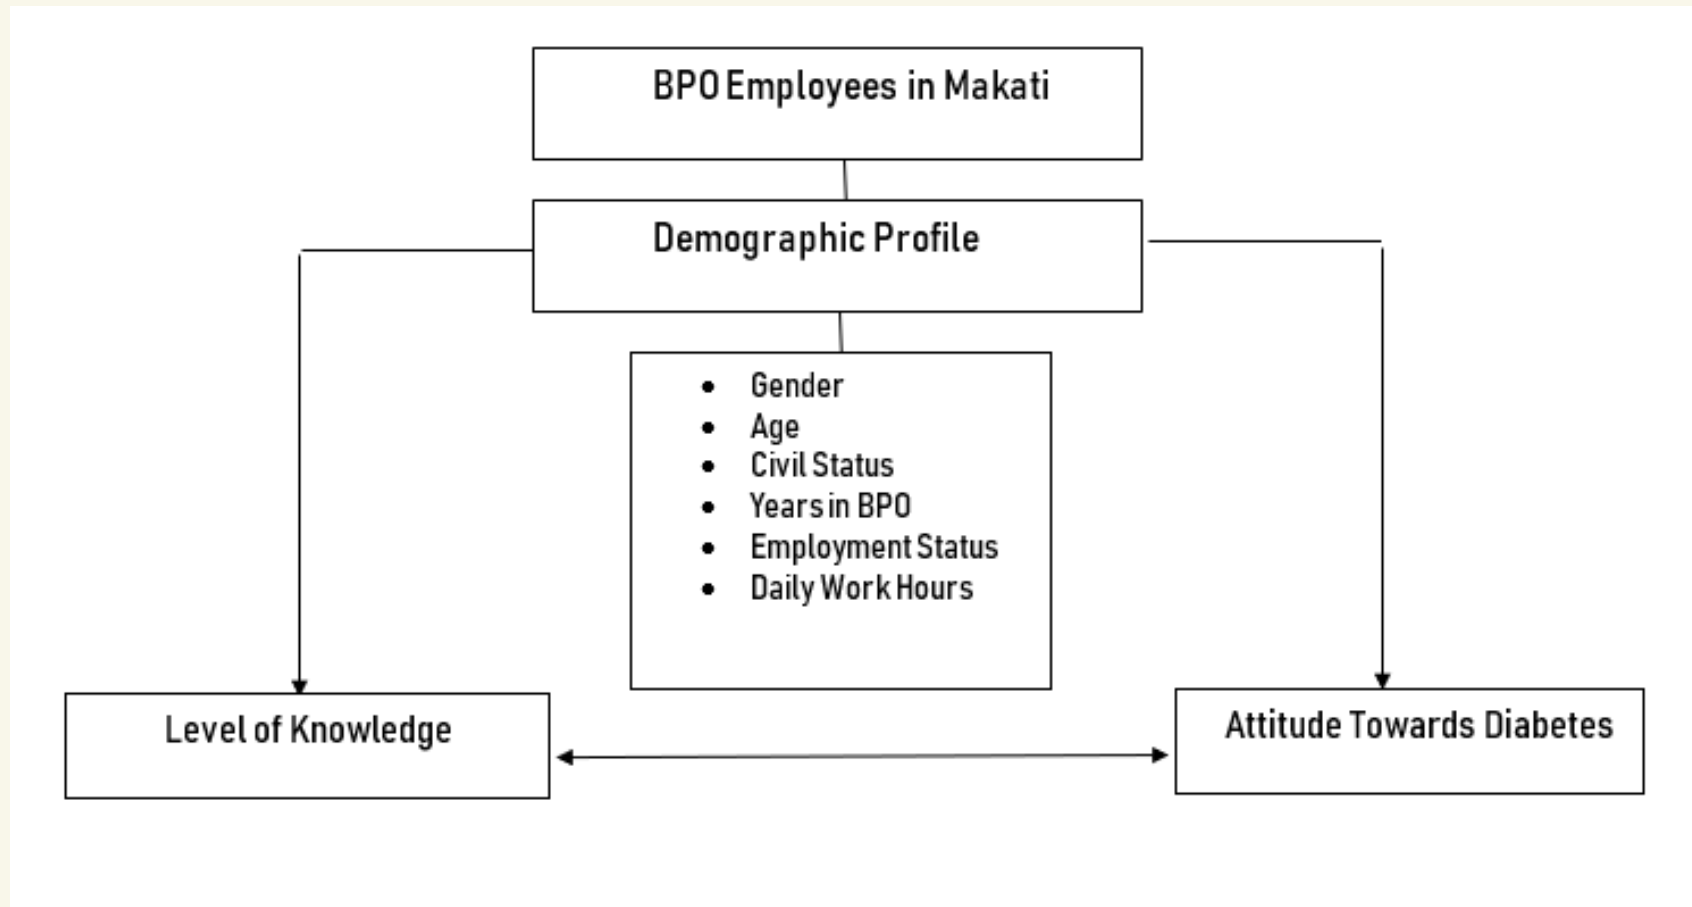 BPO Employees in Makati
Demographic Profile
• Gender
• Age
• Civil Status
• Years in BPO
• Employment Status
• Daily Work Hours
Level of Knowledge
Attitude Towards Diabetes